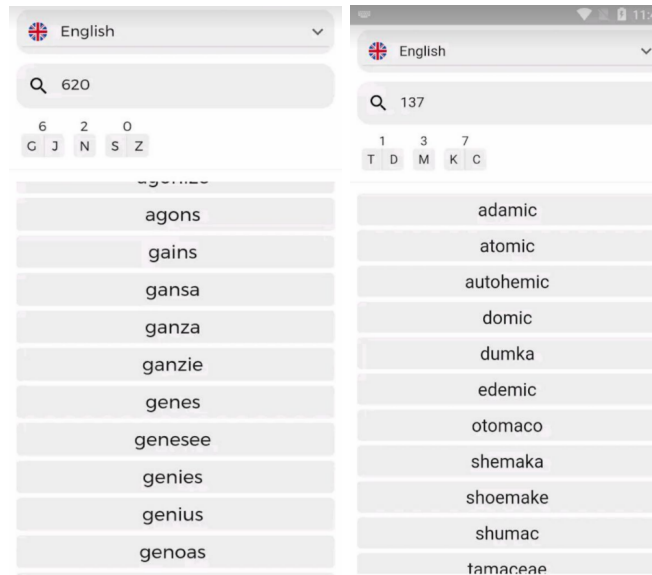 English
620
6 2 0
G J N S Z
agonize
agons
gains
gansa
ganza
ganzie
genes
genesee
genies
genius
genoas
English
137
1 3 7
T D M K C
adamic
atomic
autohemic
domic
dumka
edemic
otomaco
shemaka
shoemake
shumac
tamaceae